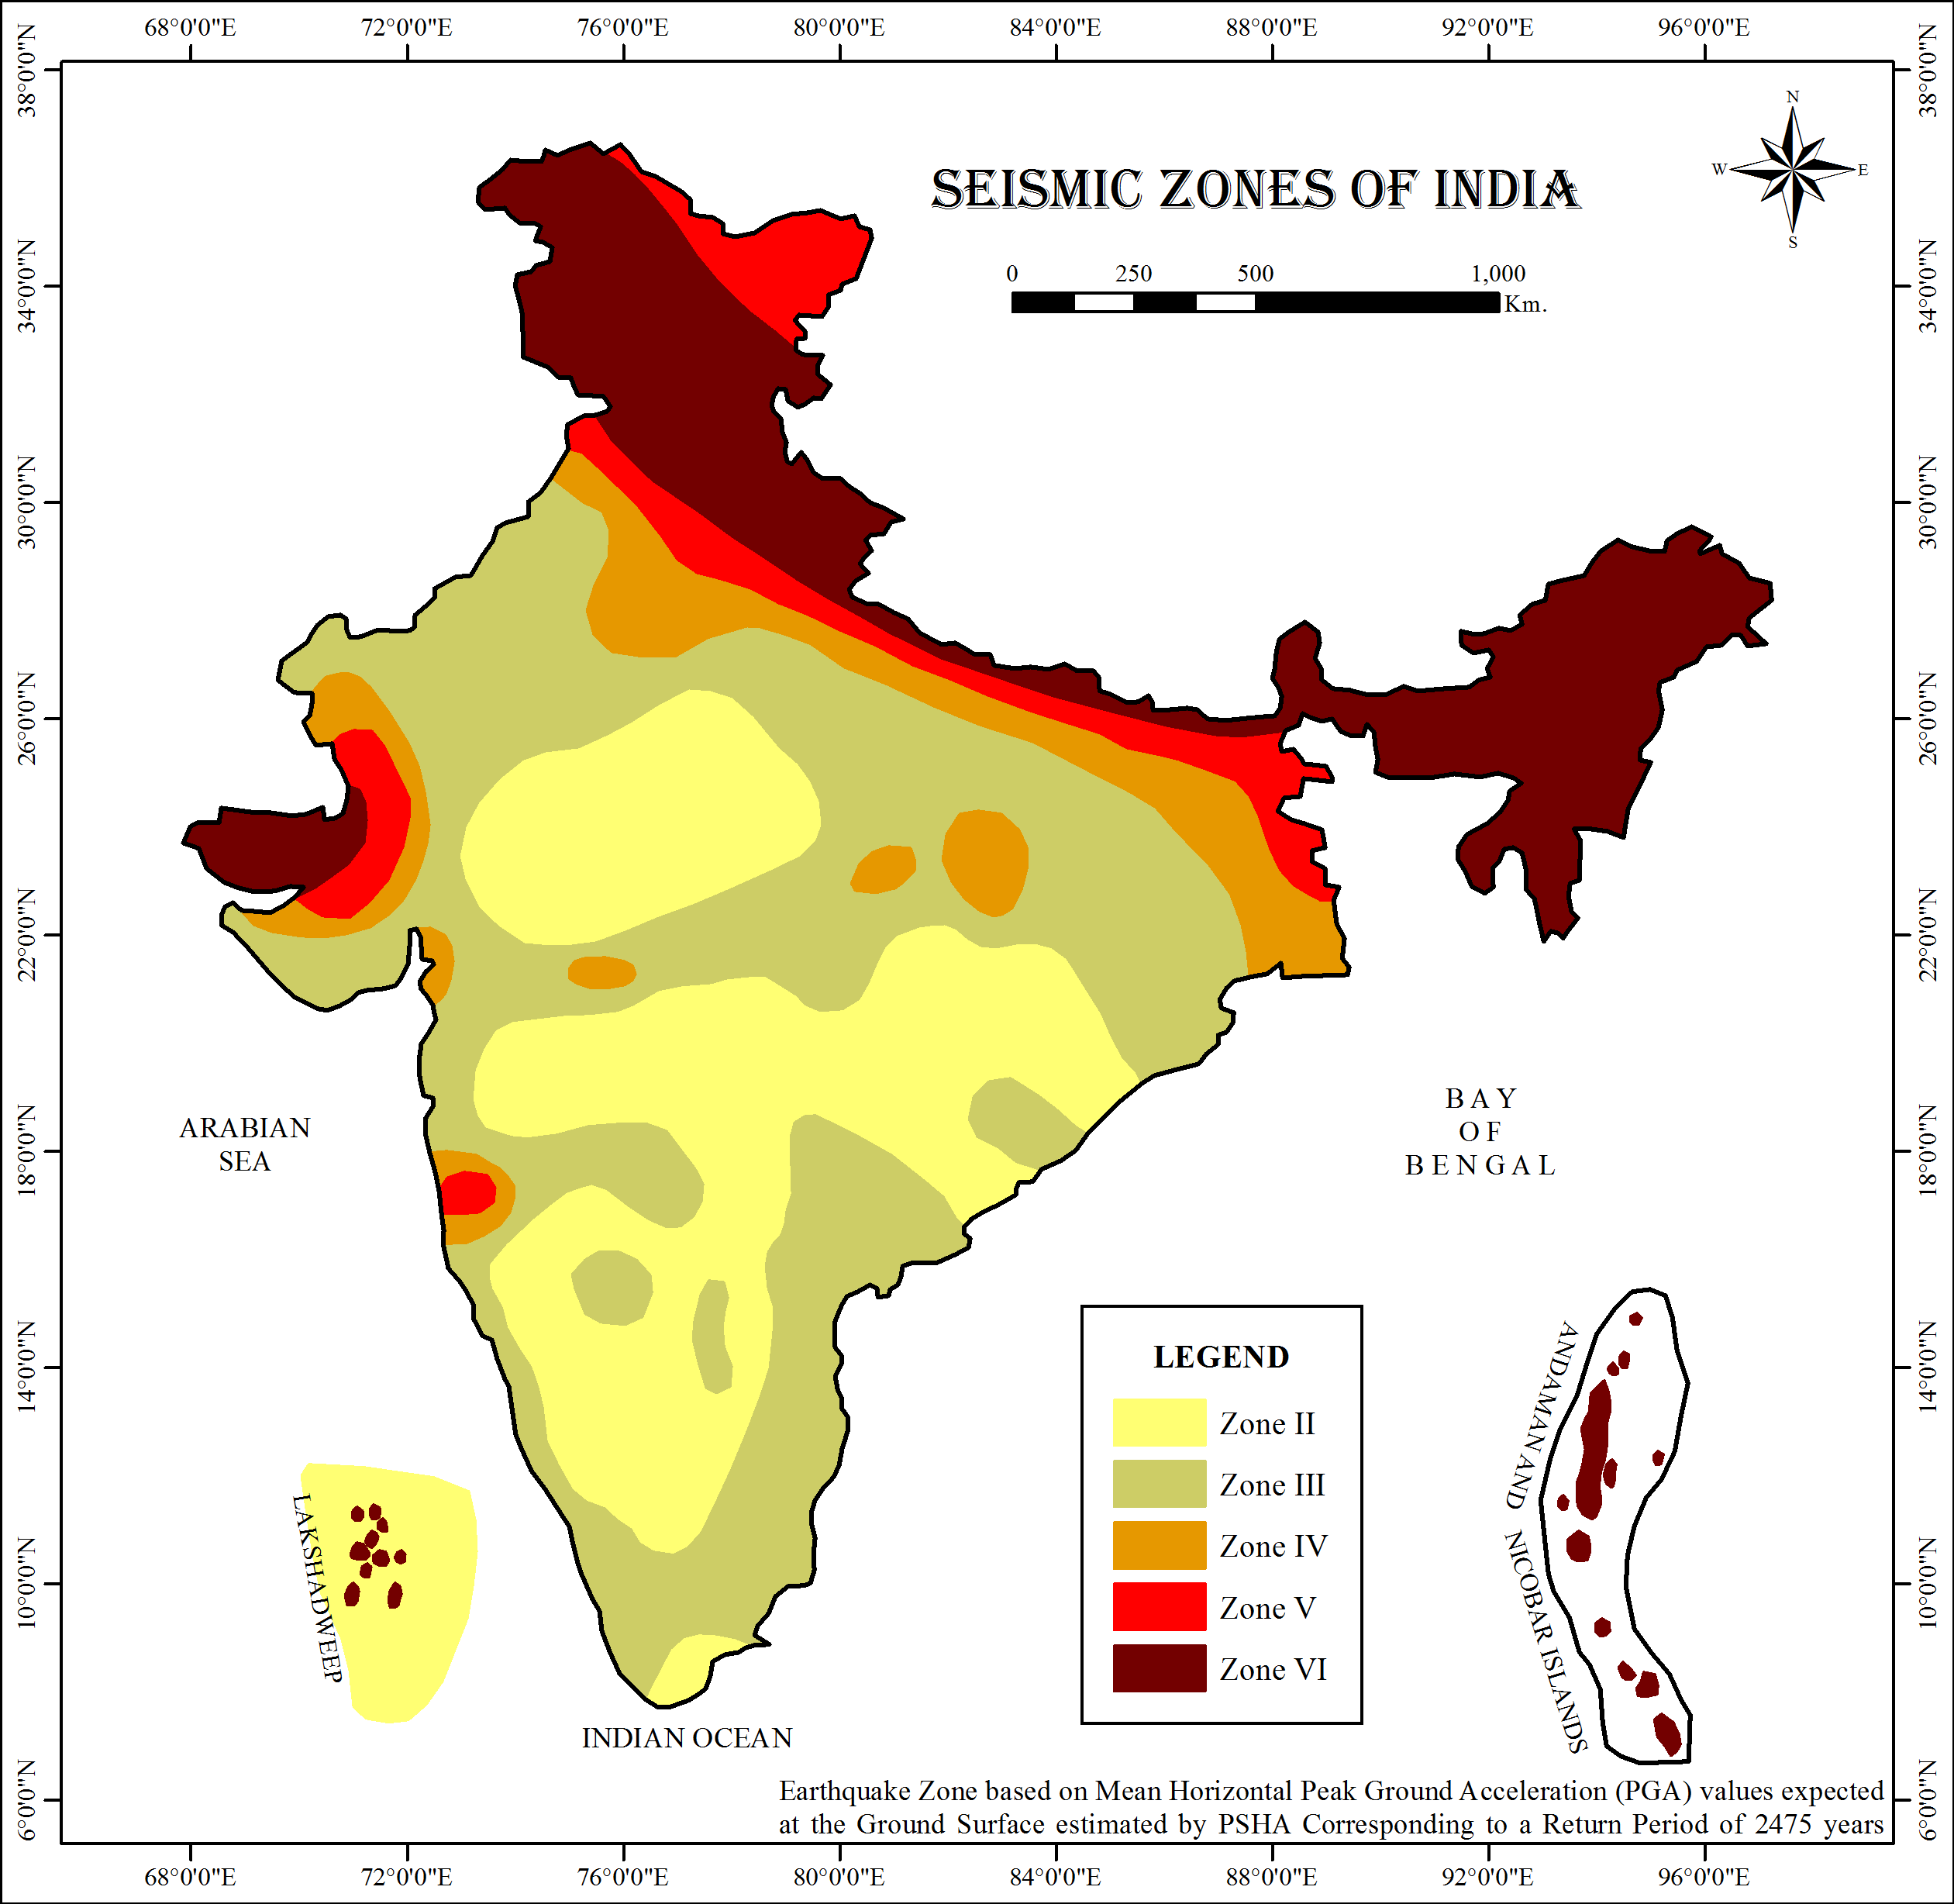 68°0'0"E 72°0'0"E 76°0'0"E 80°0'0"E 84°0'0"E 88°0'0"E 92°0'0"E 96°0'0"E
38°0'0"N
34°0'0"N
30°0'0"N
26°0'0"N
22°0'0"N
18°0'0"N
14°0'0"N
10°0'0"N
6°0'0"N
38°0'0"N
34°0'0"N
30°0'0"N
26°0'0"N
22°0'0"N
18°0'0"N
14°0'0"N
10°0'0"N
6°0'0"N
N
W E
S
SEISMIC ZONES OF INDIA
0 250 500 1,000
Km.
ARABIAN
SEA
BAY
OF
BENGAL
LAKSHADWEEP
ANDAMAN AND NICOBAR ISLANDS
INDIAN OCEAN
LEGEND
Zone II
Zone III
Zone IV
Zone V
Zone VI
Earthquake Zone based on Mean Horizontal Peak Ground Acceleration (PGA) values expected
at the Ground Surface estimated by PSHA Corresponding to a Return Period of 2475 years
68°0'0"E 72°0'0"E 76°0'0"E 80°0'0"E 84°0'0"E 88°0'0"E 92°0'0"E 96°0'0"E